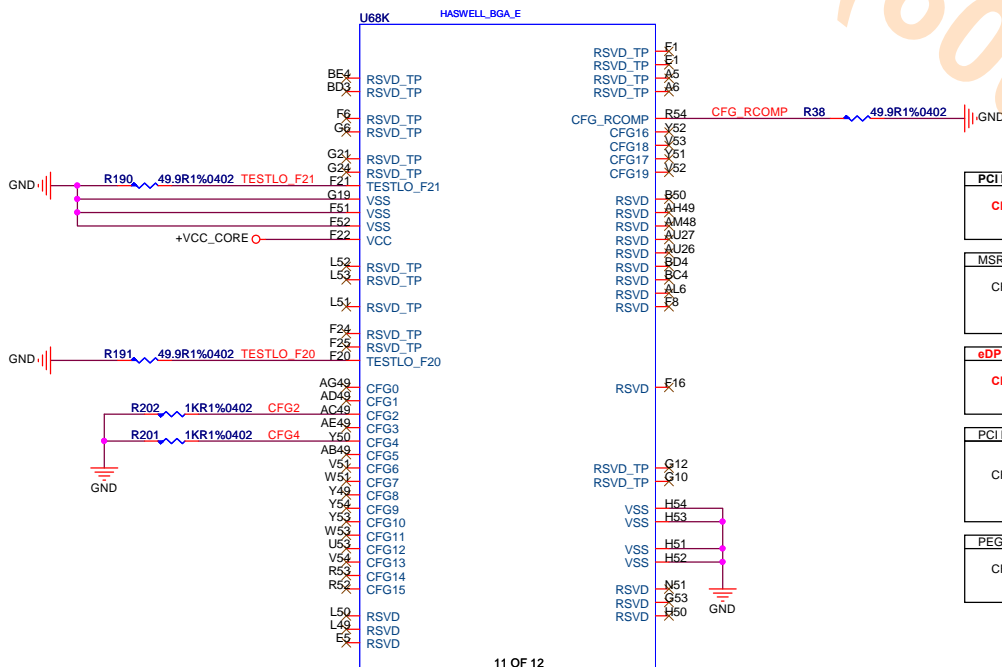 U68K
HASWELL_BGA_E
BE4 RSVD_TP
BD3 RSVD_TP
F6 RSVD_TP
G6 RSVD_TP
G21 RSVD_TP
G24 RSVD_TP
GND R190 49.9R1%0402 TESTLO_F21 F21 TESTLO_F21
G19 VSS
F51 VSS
F52 VSS
+VCC_CORE F22 VCC
L52 RSVD_TP
L53 RSVD_TP
L51 RSVD_TP
F24 RSVD_TP
F25 RSVD_TP
GND R191 49.9R1%0402 TESTLO_F20 F20 TESTLO_F20
AG49 CFG0
AD49 CFG1
R202 1KR1%0402 CFG2 AC49 CFG2
AE49 CFG3
R201 1KR1%0402 CFG4 Y50 CFG4
AB49 CFG5
V51 CFG6
GND
W51 CFG7
Y49 CFG8
Y54 CFG9
Y53 CFG10
W53 CFG11
U53 CFG12
V54 CFG13
R53 CFG14
R52 CFG15
L50 RSVD
L49 RSVD
E5 RSVD
RSVD_TP F1
RSVD_TP E1
RSVD_TP A5
RSVD_TP A6
CFG_RCOMP R54 CFG_RCOMP R38 49.9R1%0402 GND
CFG16 Y52
CFG18 V53
CFG17 Y51
CFG19 V52
RSVD B50
RSVD AH49
RSVD AM48
RSVD AU27
RSVD AU26
RSVD BD4
RSVD BC4
RSVD AL6
RSVD F8
RSVD F16
RSVD_TP G12
RSVD_TP G10
VSS H54
VSS H53
VSS H51
VSS H52
RSVD N51
RSVD G53
RSVD H50
GND
11 OF 12
PCI
MSR
eDP
PCI
PEG